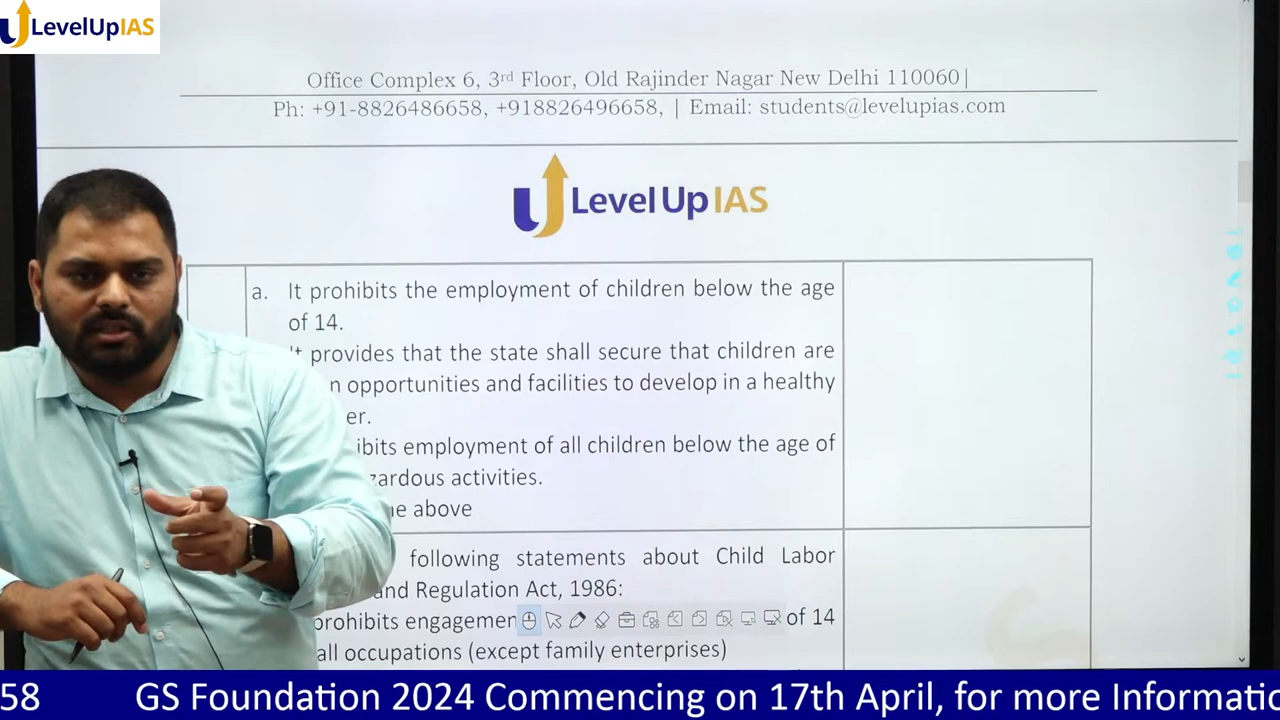 LevelUpIAS
Office Complex 6, 3rd Floor, Old Rajinder Nagar New Delhi 110060|
Ph: +91-8826486658, +918826496658, | Email: students@levelupias.com
Level Up IAS
a. It prohibits the employment of children below the age
of 14.
It provides that the state shall secure that children are
n opportunities and facilities to develop in a healthy
er.
ibits employment of all children below the age of
zardous activities.
e above
following statements about Child Labor
and Regulation Act, 1986:
prohibits engagemen of 14
all occupations (except family enterprises)
58 GS Foundation 2024 Commencing on 17th April, for more Informatio